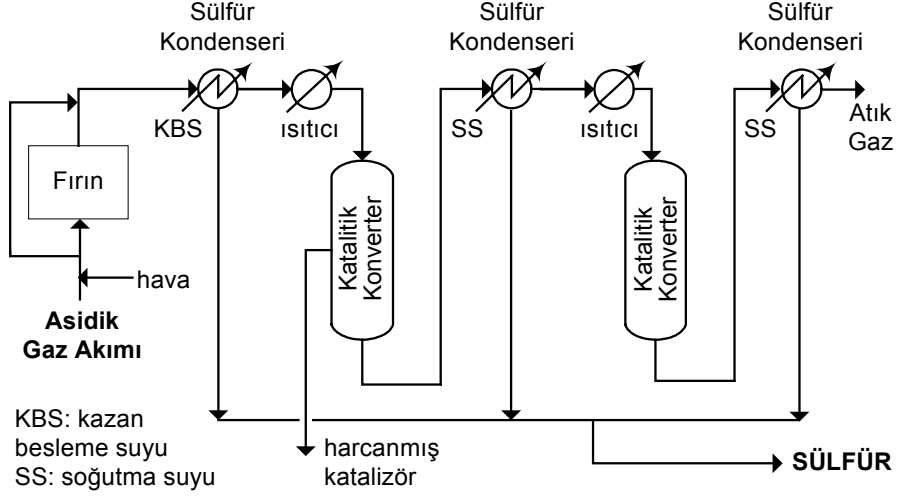 Sülfür
Kondenseri
Sülfür
Kondenseri
Sülfür
Kondenseri
KBS
ısıtıcı
SS
ısıtıcı
SS
Atık
Gaz
Fırın
Katalitik
Konverter
Katalitik
Konverter
hava
Asidik
Gaz Akımı
KBS: kazan
besleme suyu
SS: soğutma suyu
harcanmış
katalizör
SÜLFÜR